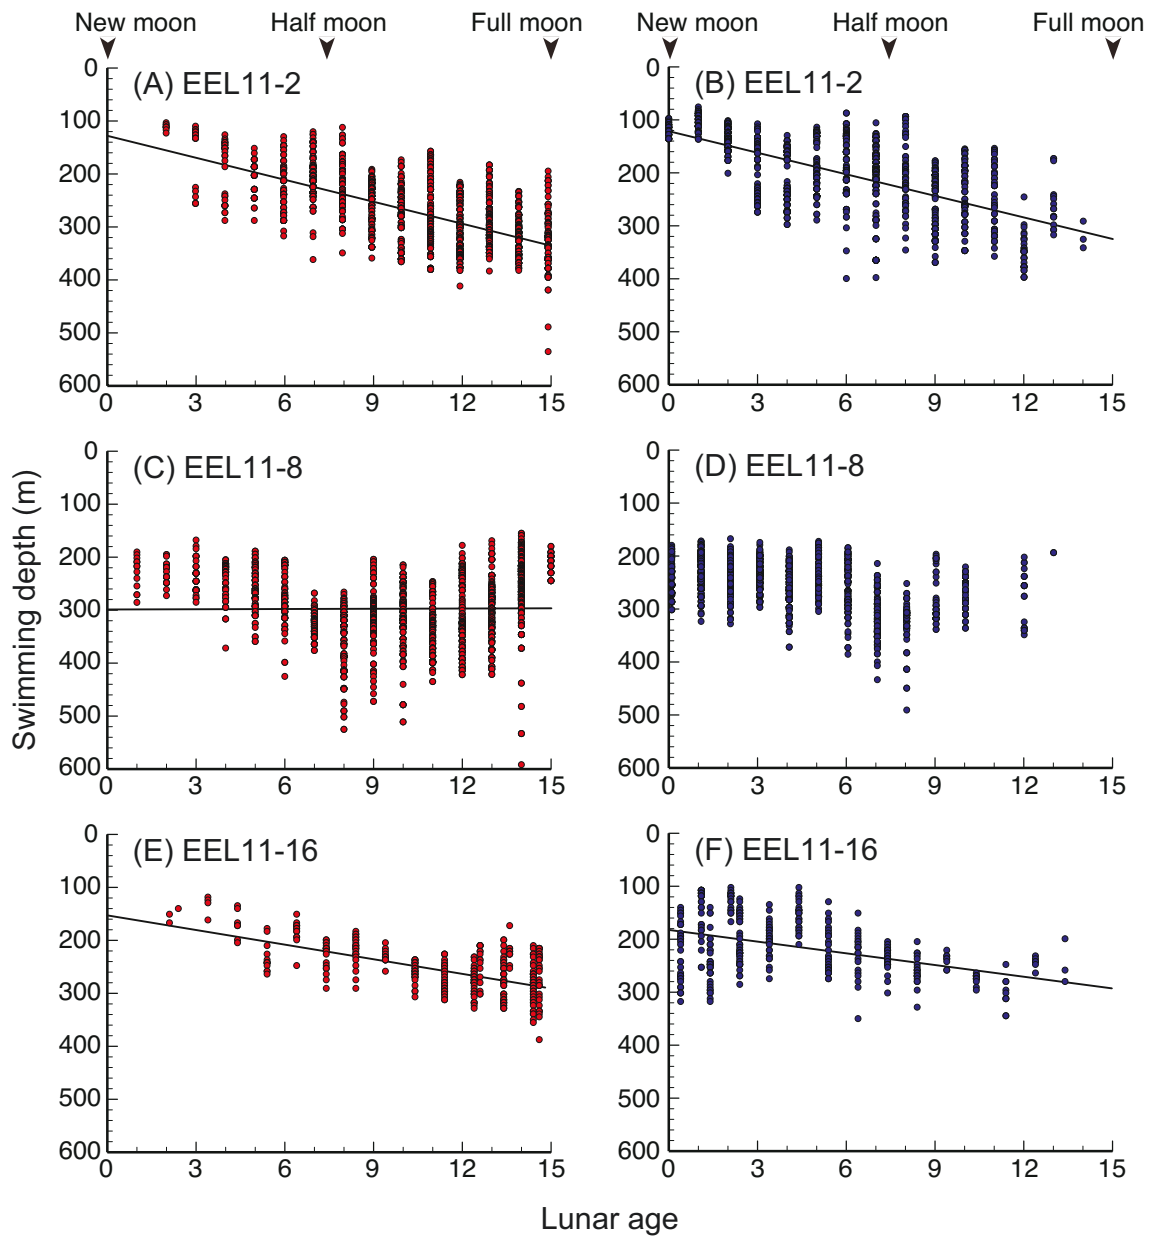 New moon Half moon Full moon New moon Half moon Full moon
(A) EEL11-2
0
100
200
300
400
500
600
0 3 6 9 12 15
(B) EEL11-2
0
100
200
300
400
500
600
0 3 6 9 12 15
Swimming depth (m)
(C) EEL11-8
0
100
200
300
400
500
600
0 3 6 9 12 15
(D) EEL11-8
0
100
200
300
400
500
600
0 3 6 9 12 15
(E) EEL11-16
0
100
200
300
400
500
600
0 3 6 9 12 15
(F) EEL11-16
0
100
200
300
400
500
600
0 3 6 9 12 15
Lunar age